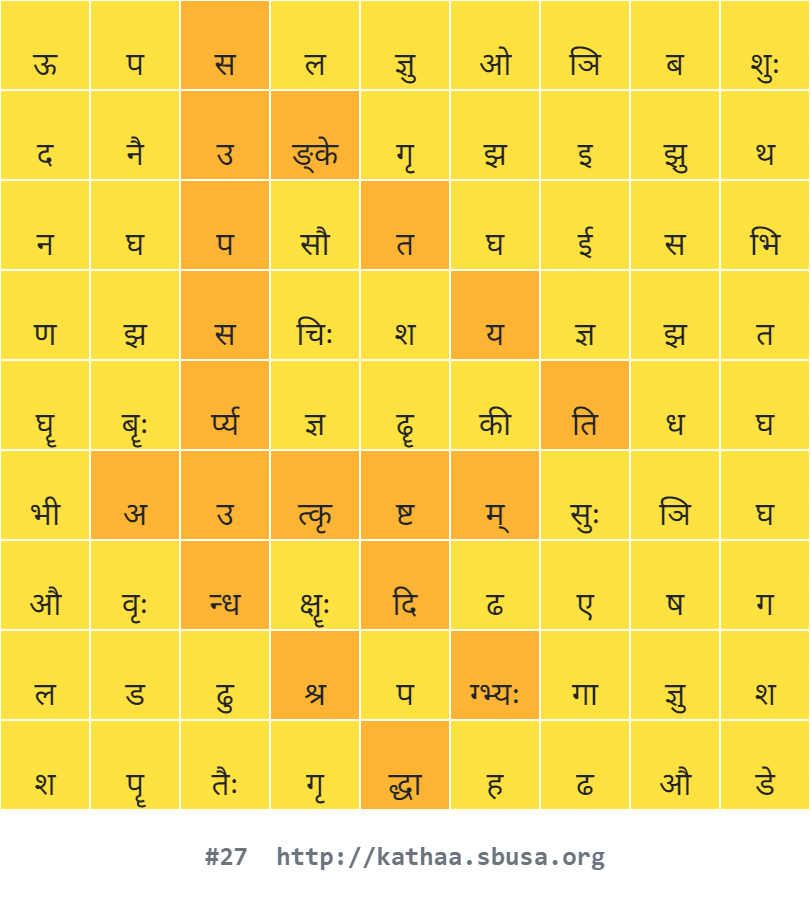 ऊ प स ल ज्ञु ओ ञि ब शुः
द नै उ ङ्के गृ झ इ झु थ
न घ प सौ त घ ई स भि
ण झ स चिः श य ज्ञ झ त
घॄ बॄः र्प्य ज्ञ ढॄ की ति ध घ
भी अ उ त्कृ ष्ट म् सुः ञि घ
औ वृः न्ध क्षॄः दि ढ ए ष ग
ल ड ढु श्र प ग्भ्यः गा ज्ञु श
श पॄ तैः गृ द्धा ह ढ औ डे
#27 http://kathaa.sbusa.org